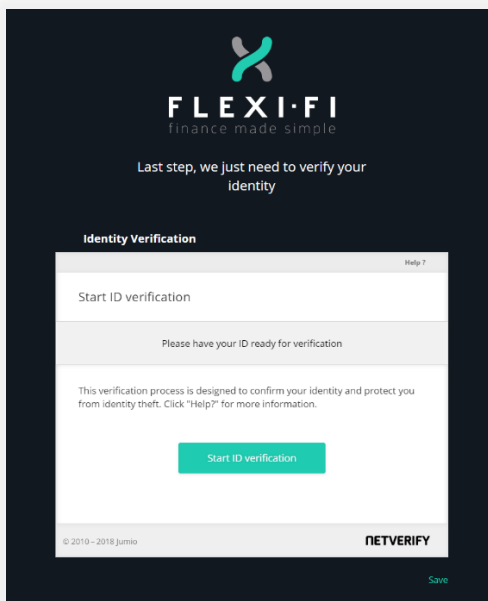 FLEXI·FI
finance made simple
Last step, we just need to verify your
identity
Identity Verification
Help ?
Start ID verification
Please have your ID ready for verification
This verification process is designed to confirm your identity and protect you
from identity theft. Click "Help?" for more information.
Start ID verification
© 2010 – 2018 Jumio
NETVERIFY
Save